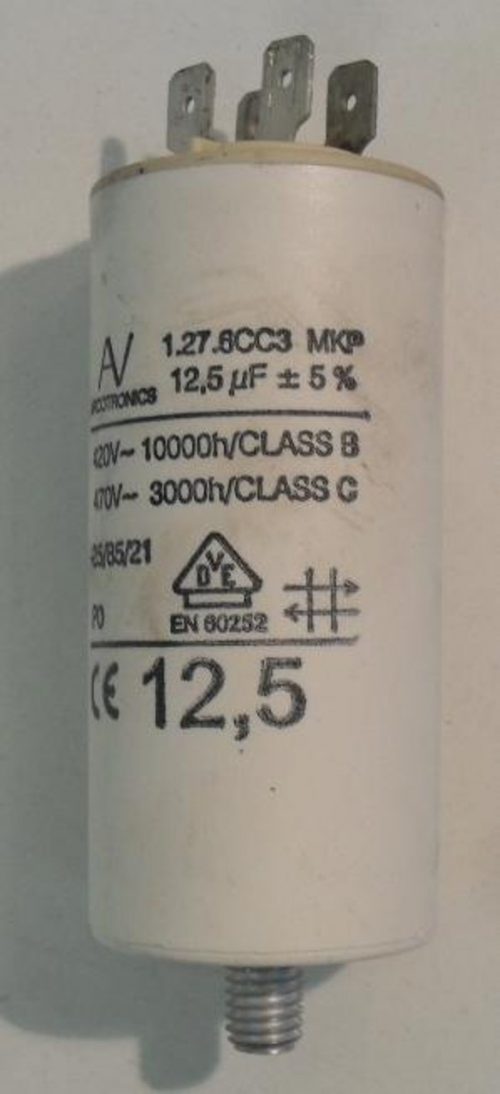 AV 1.27.6CC3 MKP
12,5 µF ± 5 %
420V~ 10000h/CLASS B
470V~ 3000h/CLASS C
25/85/21
DVE
P0
EN 60252
CE 12,5